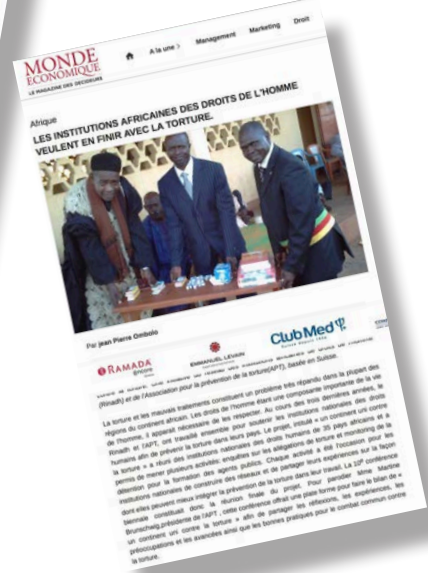 MONDE
ECONOMIQUE
LE MAGAZINE DES DECIDEURS
A la une >
Management
Marketing
Droit
Afrique
LES INSTITUTIONS AFRICAINES DES DROITS DE L'HOMME
VEULENT EN FINIR AVEC LA TORTURE.
Par jean Pierre
RAMADA
encore
EMMANUEL LEVAIN
Club Med
(Rinadh) et de l'Association pour la prévention de la torture(APT), basée en Suisse.
La torture et les mauvais traitements constituent un problème très répandu dans la plupart des
régions du continent africain. Les droits de l'homme étant une composante importante de la vie
de l'homme, il apparait nécessaire de les respecter. Au cours des trois dernières années, le
Rinadh et l'APT, ont travaillé ensemble pour soutenir les institutions nationales des droits
humains afin de prévenir la torture dans leurs pays. Le projet, intitulé « un continent uni contre
la torture » a réuni des institutions nationales des droits humains de 35 pays africains et a
permis de mener plusieurs activités: enquêtes sur les allégations de torture et monitoring de la
détention pour la formation des agents publics. Chaque activité a été l'occasion pour les
institutions nationales de construire des réseaux et de partager leurs expériences sur la façon
dont elles peuvent mieux intégrer la prévention de la torture dans leur travail. La 10e conférence
biennale constituait donc la réunion finale du projet. Pour parodier Mme Martine
Brunschwig,présidente de l'APT , cette conférence offrait une plate forme pour faire le bilan de «
un continent uni contre la torture » afin de partager les réflexions, les expériences, les
préoccupations et les avancées ainsi que les bonnes pratiques pour le combat commun contre
la torture.